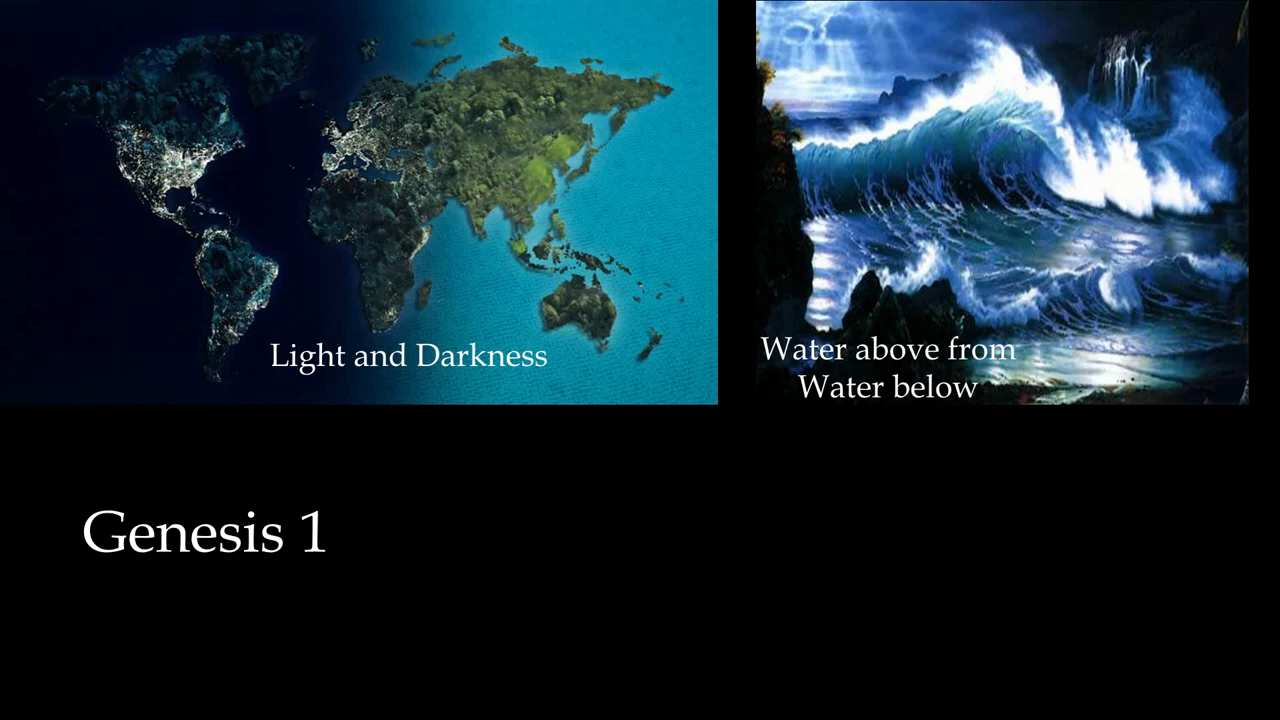 Light and Darkness
Water above from
Water below
Genesis 1